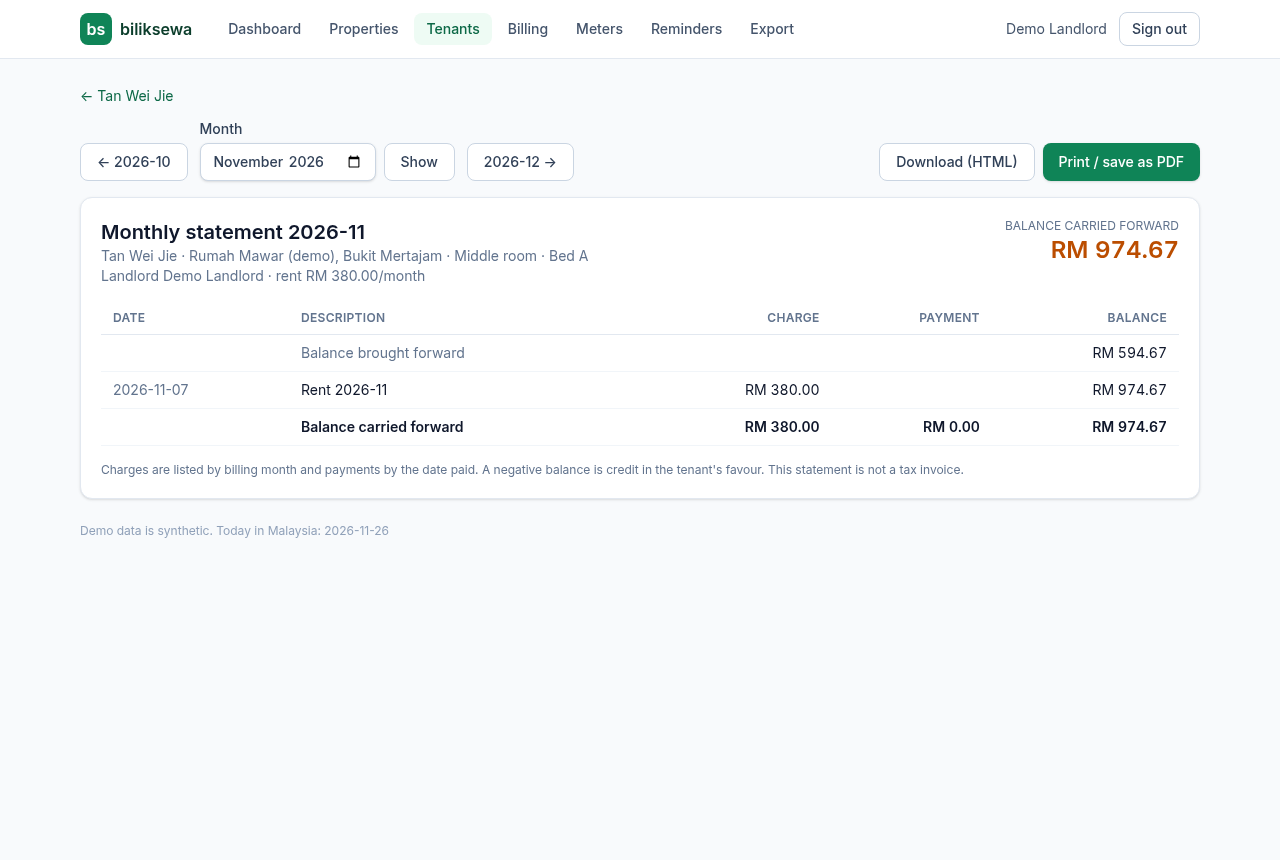 bs biliksewa Dashboard Properties Tenants Billing Meters Reminders Export Demo Landlord Sign out
← Tan Wei Jie
Month
← 2026-10 November 2026 Show 2026-12 → Download (HTML) Print / save as PDF
Monthly statement 2026-11
Tan Wei Jie · Rumah Mawar (demo), Bukit Mertajam · Middle room · Bed A
Landlord Demo Landlord · rent RM 380.00/month
BALANCE CARRIED FORWARD
RM 974.67
DATE DESCRIPTION CHARGE PAYMENT BALANCE
Balance brought forward RM 594.67
2026-11-07 Rent 2026-11 RM 380.00 RM 974.67
Balance carried forward RM 380.00 RM 0.00 RM 974.67
Charges are listed by billing month and payments by the date paid. A negative balance is credit in the tenant's favour. This statement is not a tax invoice.
Demo data is synthetic. Today in Malaysia: 2026-11-26